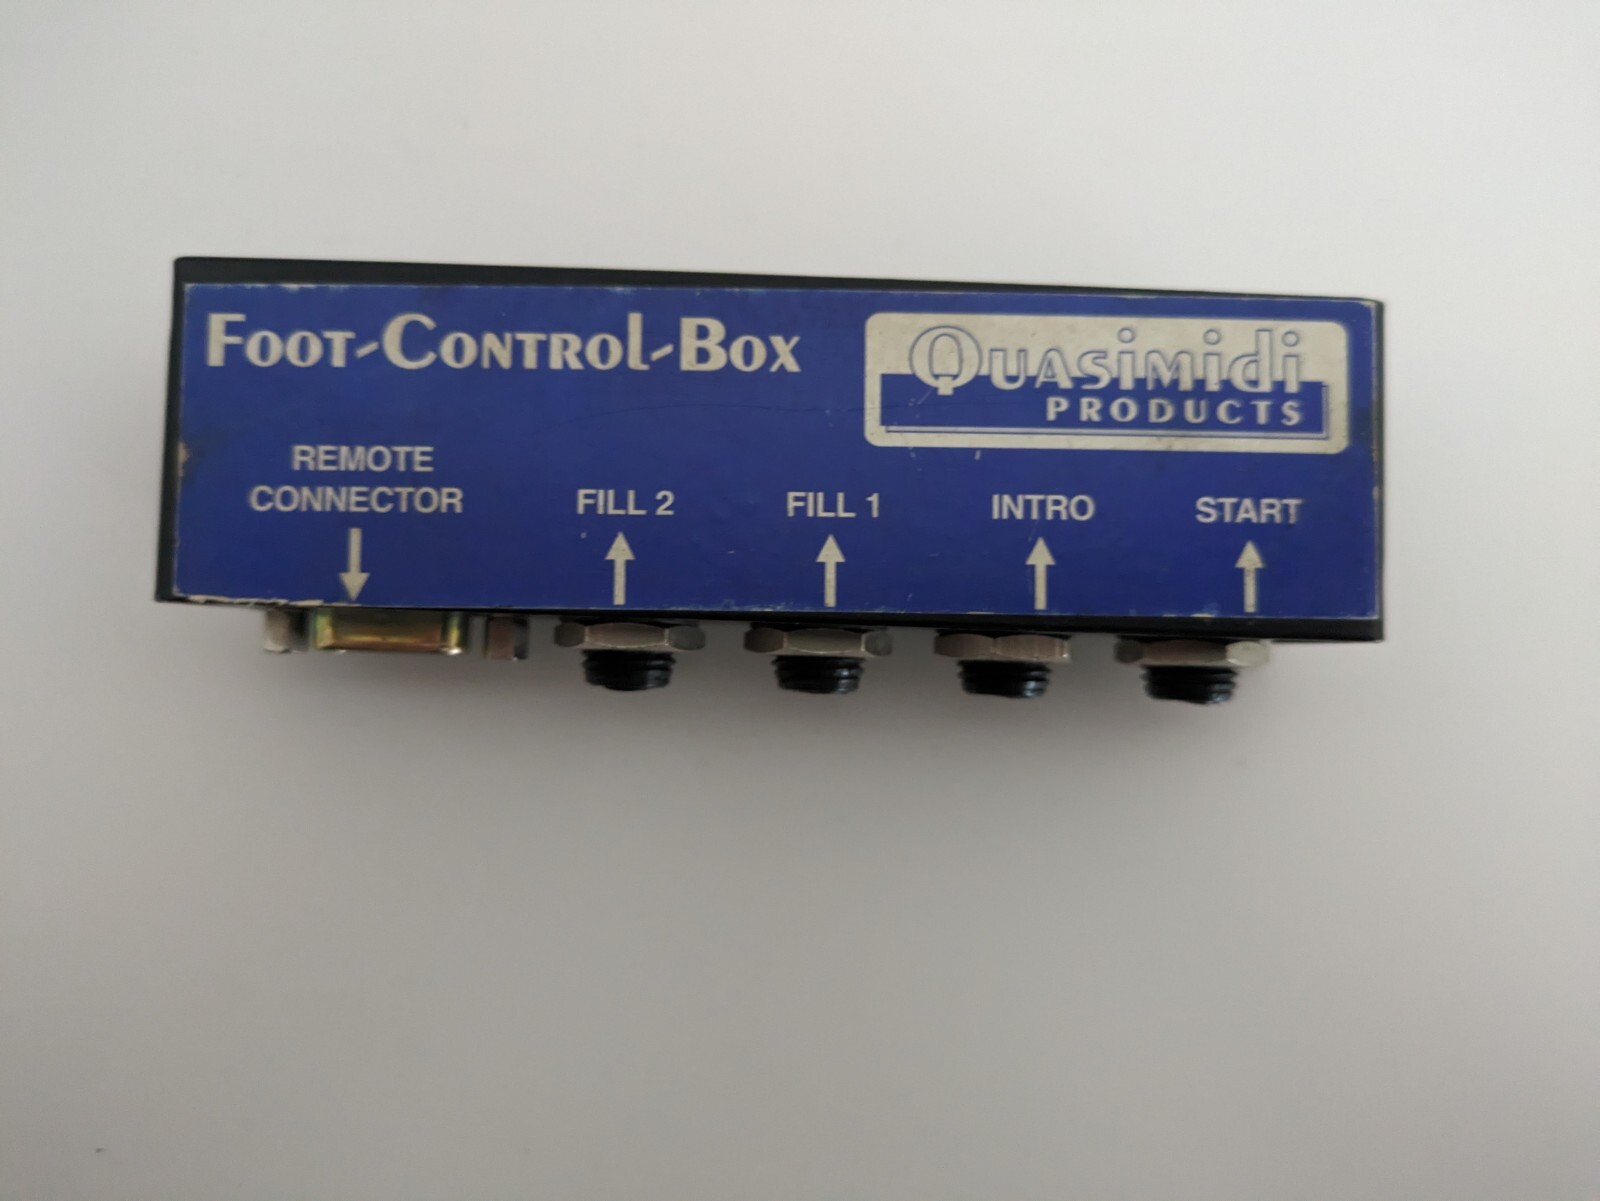 Foot-Control-Box
Quasimidi
PRODUCTS
REMOTE
CONNECTOR
FILL 2
FILL 1
INTRO
START